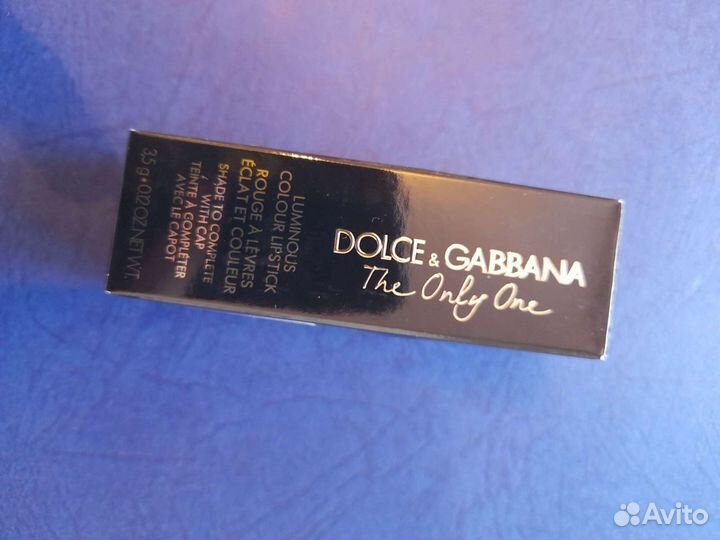 DOLCE & GABBANA
The Only One
LUMINOUS
COLOUR LIPSTICK
ROUGE À LÈVRES
ÉCLAT ET COULEUR
SHADE TO COMPLETE
WITH CAP
TEINTE À COMPLÉTER
AVEC LE CAPOT
3,5 g • 0.12 OZ. NET WT.
Avito